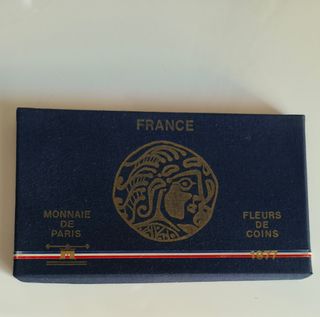 FRANCE
MONNAIE
DE
PARIS
FLEURS
DE
COINS
1977